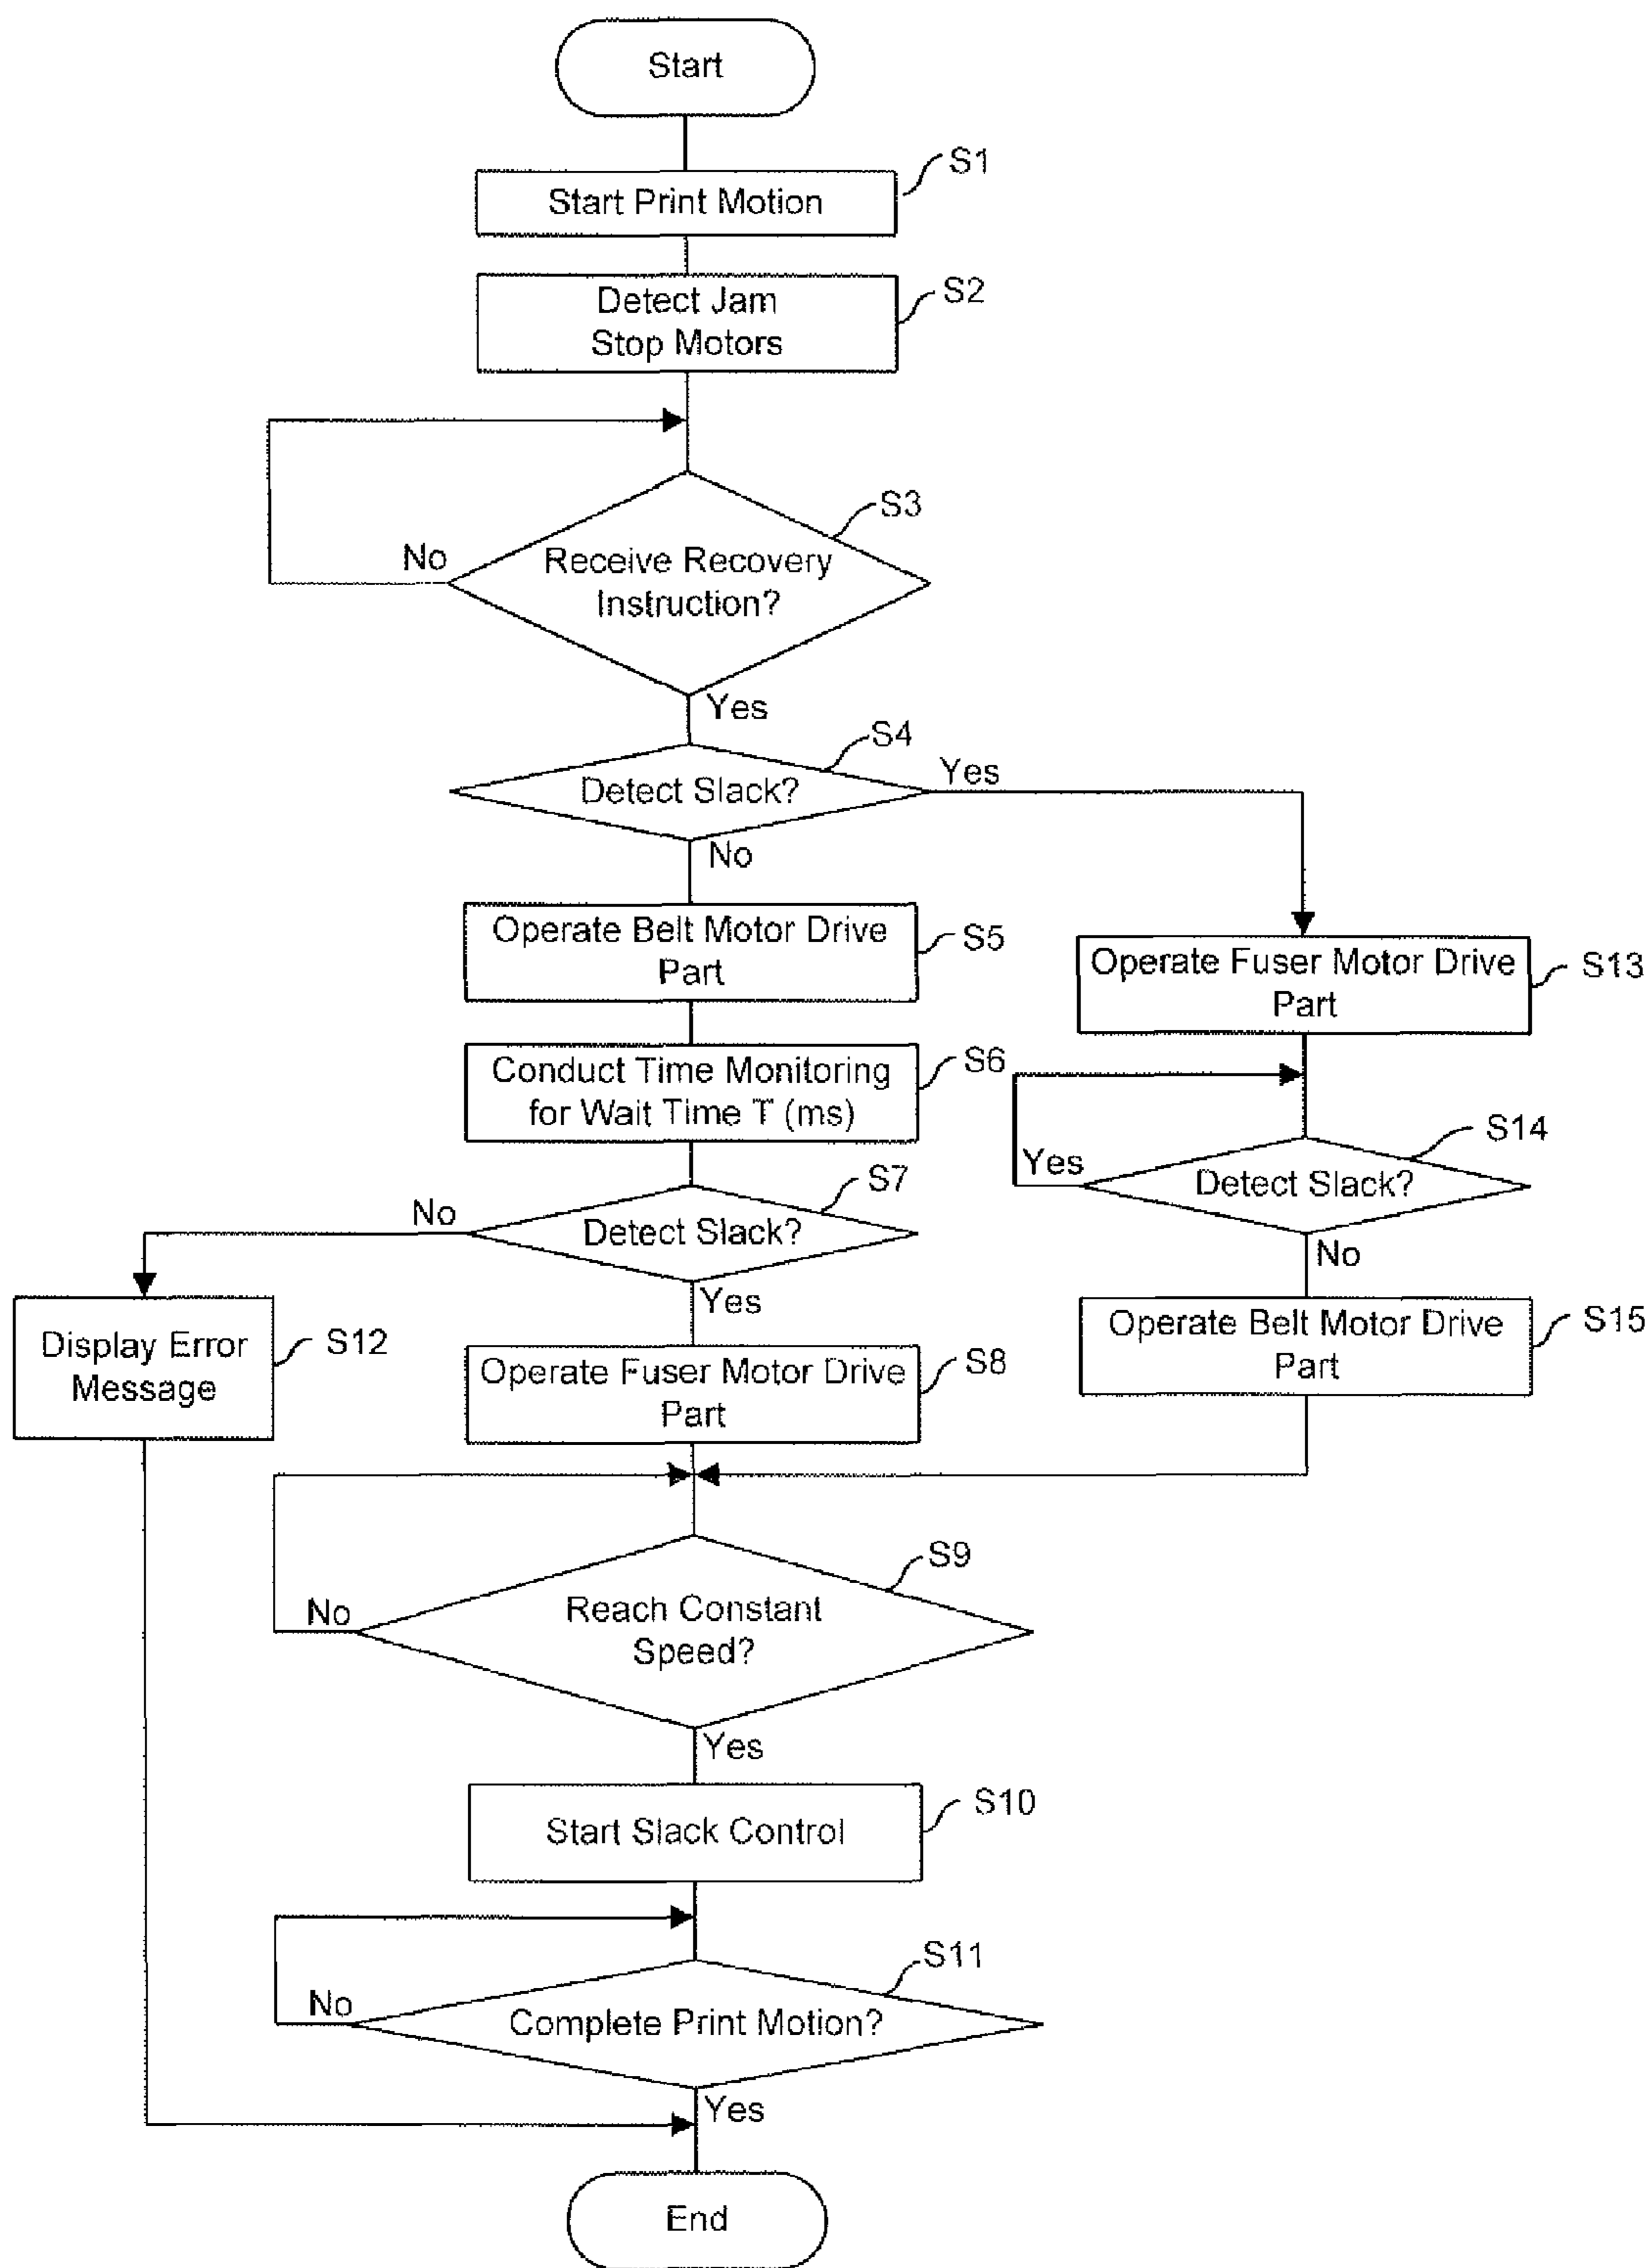 Start
S1
Start Print Motion
S2
Detect Jam
Stop Motors
S3
No
Receive Recovery
Instruction?
Yes
S4
Yes
Detect Slack?
No
Operate Belt Motor Drive
Part
S5
Operate Fuser Motor Drive
Part
S13
Conduct Time Monitoring
for Wait Time T (ms)
S6
S14
Yes
Detect Slack?
No
S7
No
Detect Slack?
Yes
Display Error
Message
S12
Operate Fuser Motor Drive
Part
S8
Operate Belt Motor Drive
Part
S15
S9
No
Reach Constant
Speed?
Yes
S10
Start Slack Control
S11
No
Complete Print Motion?
Yes
End